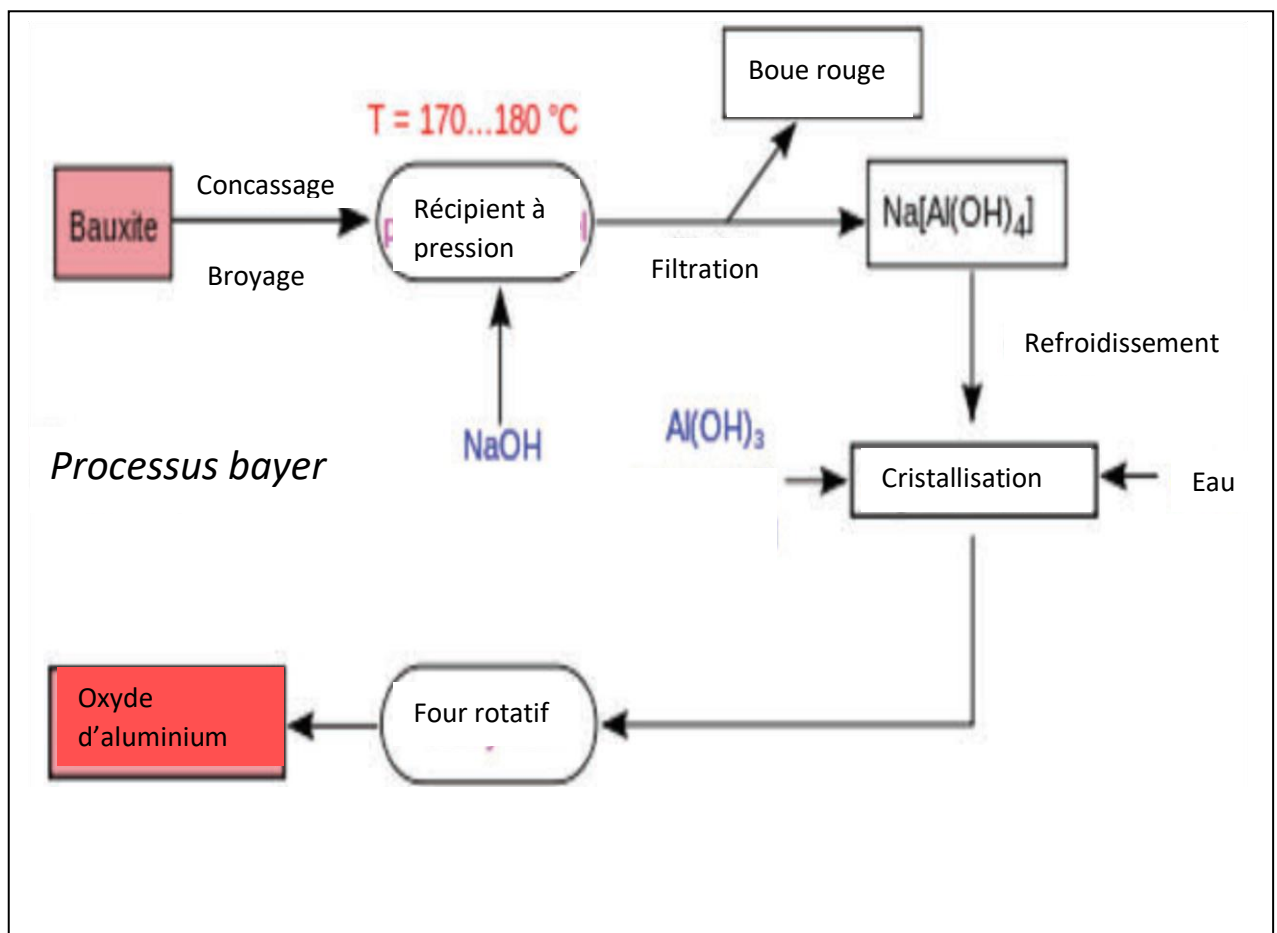 Boue rouge
T = 170...180 °C
Concassage
Bauxite
Récipient à
pression
Na[Al(OH)₄]
Broyage
Filtration
Refroidissement
NaOH
Al(OH)₃
Processus bayer
Cristallisation
Eau
Oxyde
d’aluminium
Four rotatif